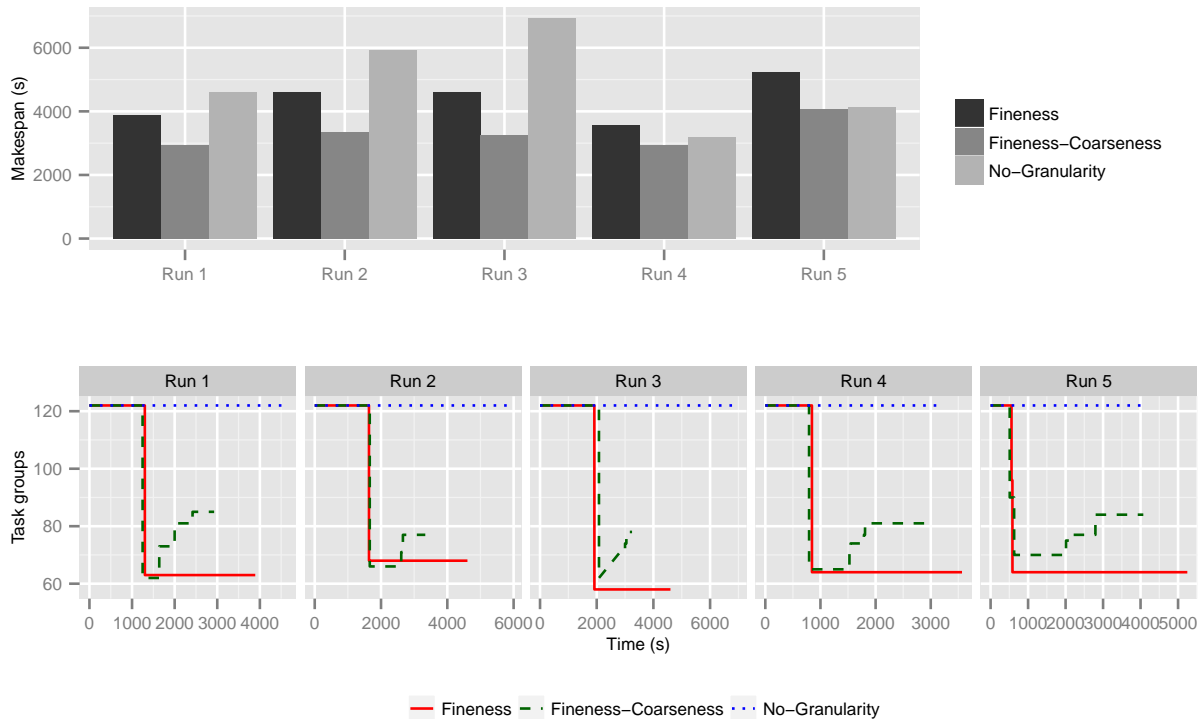 Makespan (s)
6000
4000
2000
0
Run 1 Run 2 Run 3 Run 4 Run 5
Fineness
Fineness-Coarseness
No-Granularity
Run 1 Run 2 Run 3 Run 4 Run 5
Task groups
120
100
80
60
0 1000 2000 3000 4000 0 2000 4000 6000 0 2000 4000 6000 0 1000 2000 3000 0 1000 2000 3000 4000 5000
Time (s)
Fineness Fineness-Coarseness No-Granularity